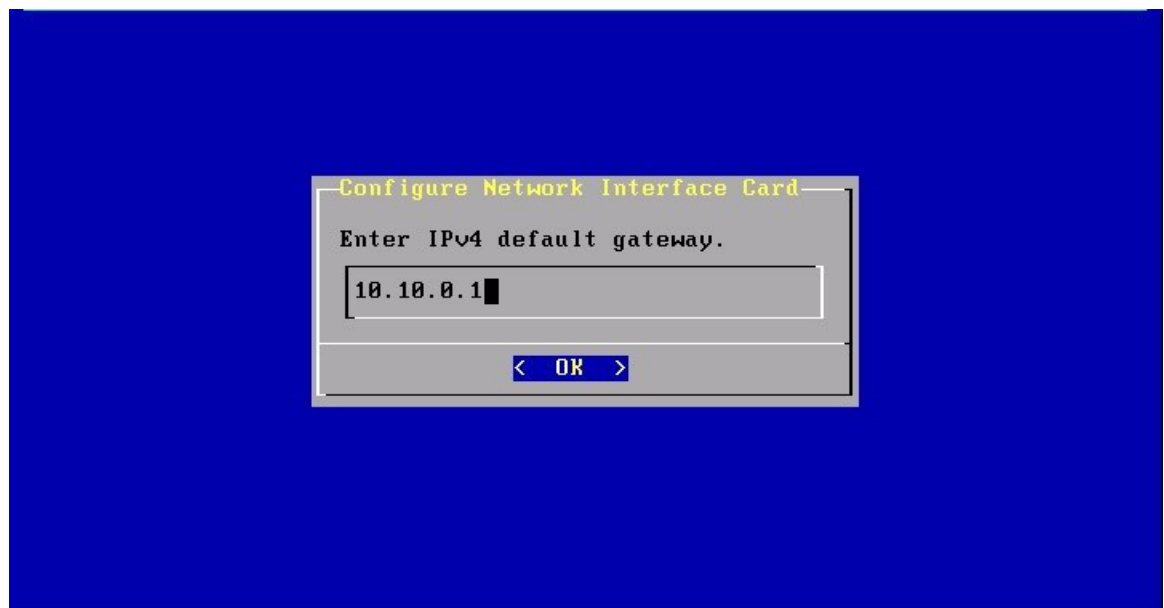 Configure Network Interface Card
Enter IPv4 default gateway.
10.10.0.1
< OK >